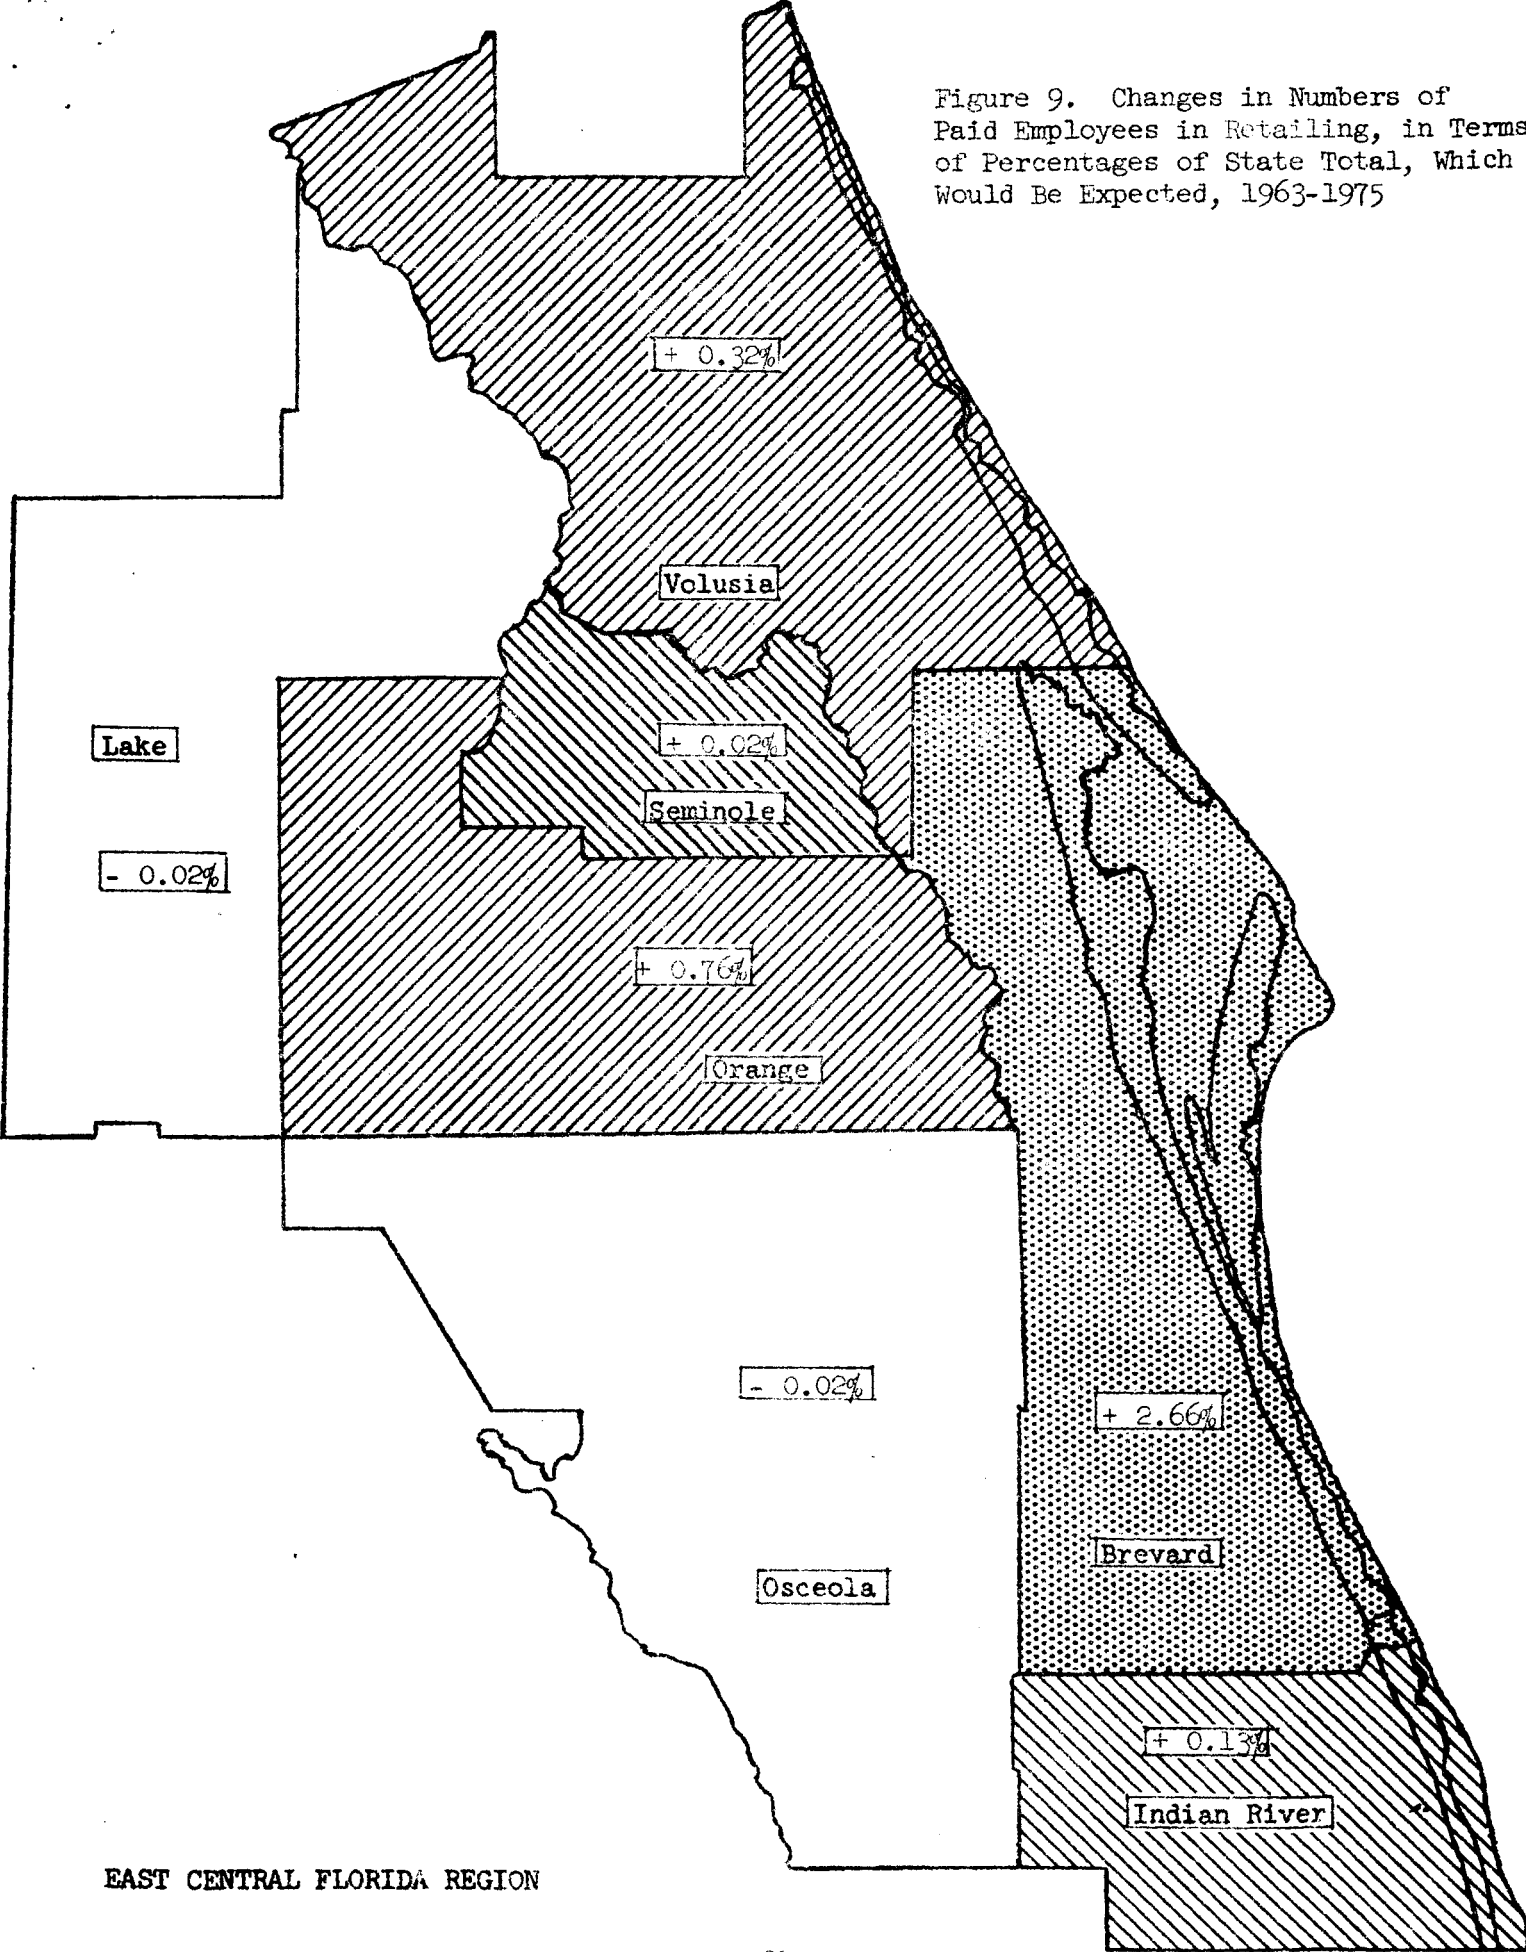 Figure 9. Changes in Numbers of
Paid Employees in Retailing, in Terms
of Percentages of State Total, Which
Would Be Expected, 1963-1975
+ 0.32%
Volusia
Lake
- 0.02%
+ 0.02%
Seminole
+ 0.76%
Orange
- 0.02%
Osceola
+ 2.66%
Brevard
+ 0.13%
Indian River
EAST CENTRAL FLORIDA REGION